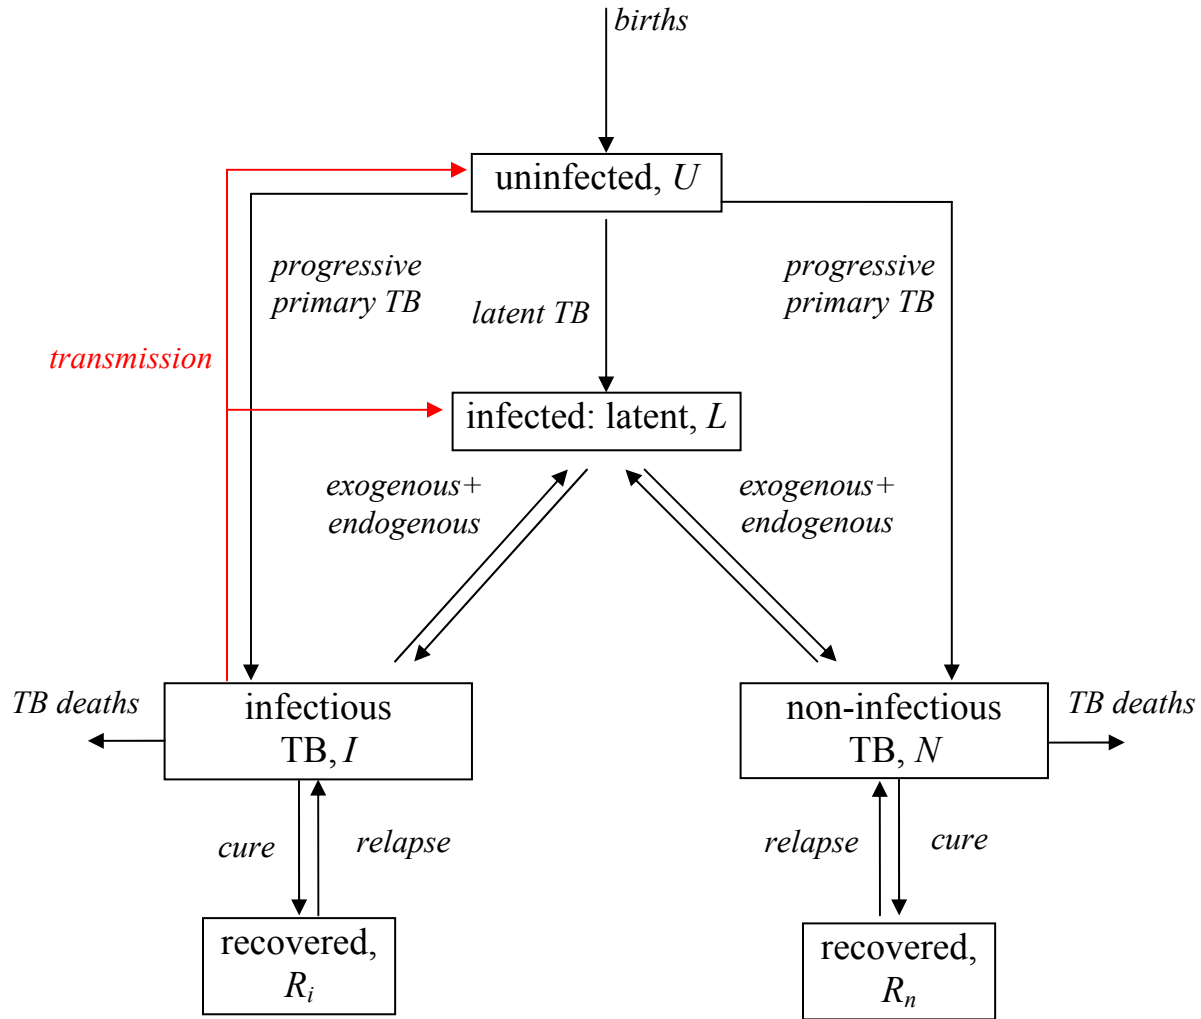 births
uninfected, U
progressive
primary TB
latent TB
progressive
primary TB
transmission
infected: latent, L
exogenous+
endogenous
exogenous+
endogenous
TB deaths
infectious
TB, I
non-infectious
TB, N
TB deaths
cure
relapse
relapse
cure
recovered,
Ri
recovered,
Rn